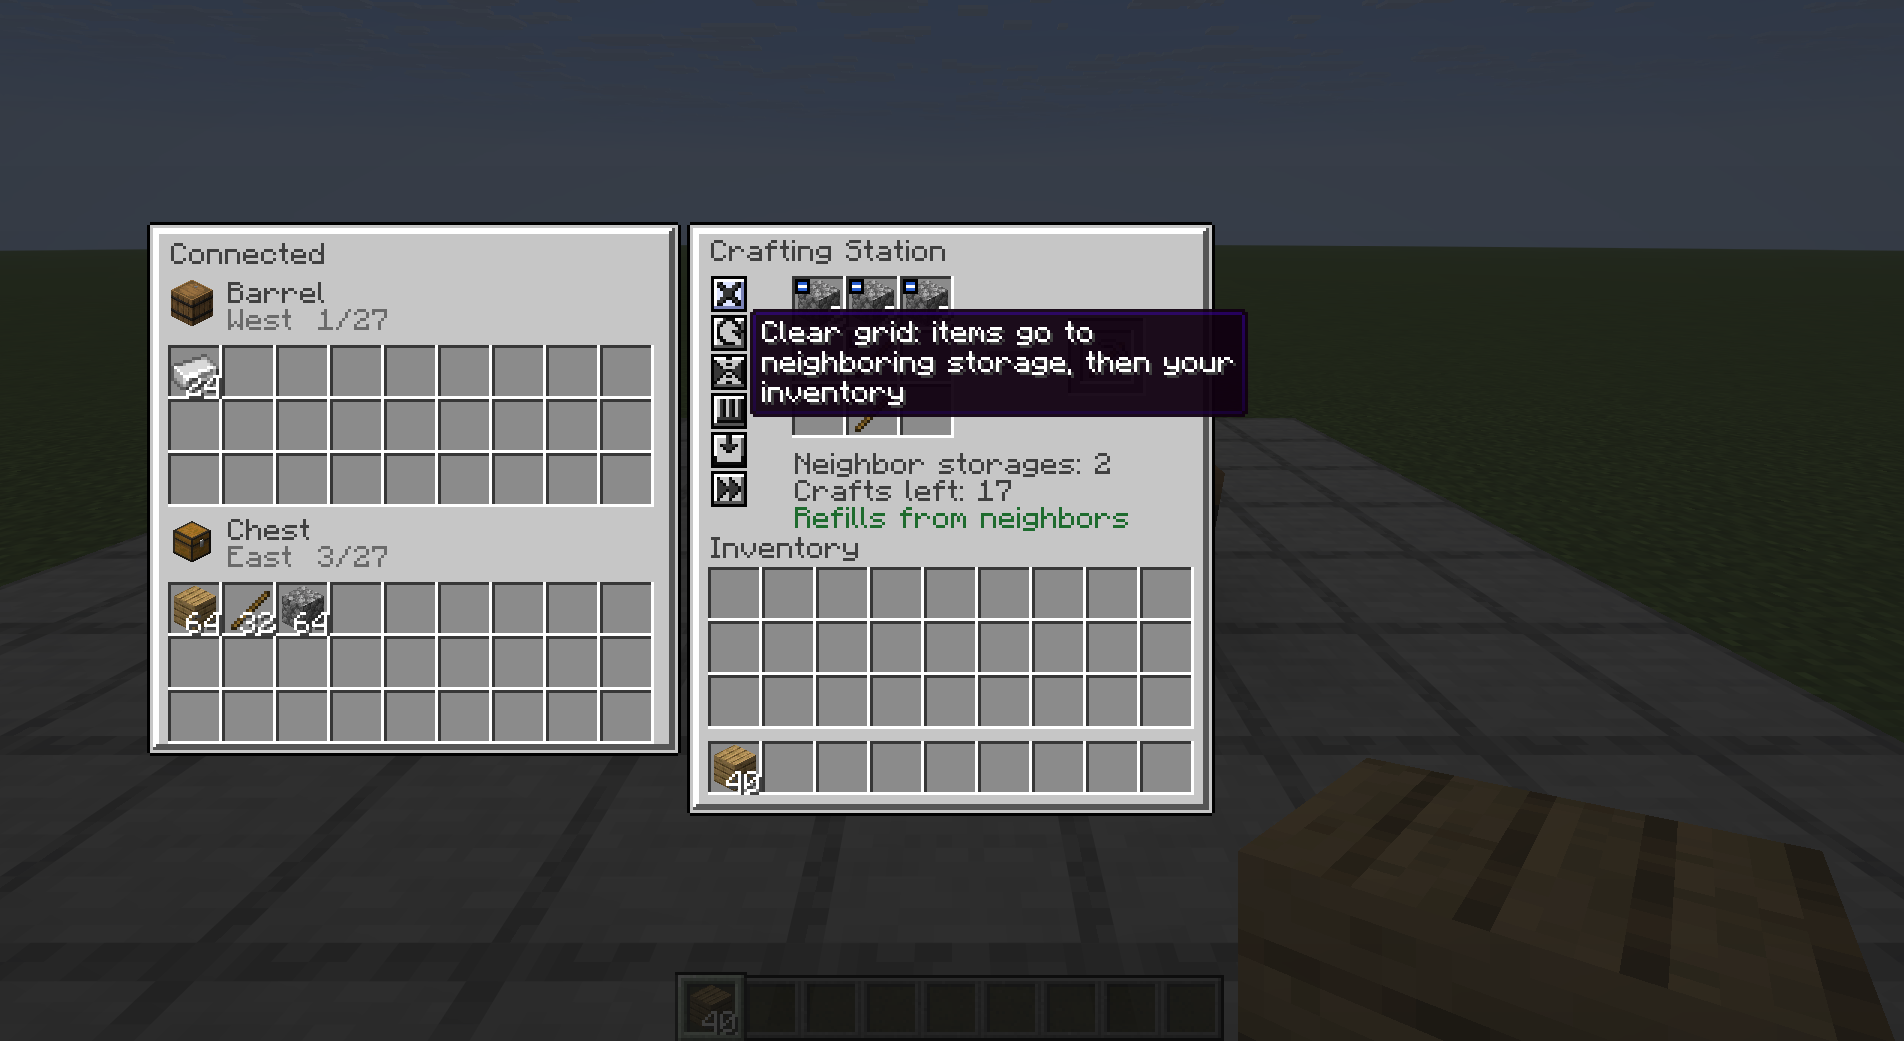 Connected
Barrel
West 1/27
24
Chest
East 3/27
64
30
64
Crafting Station
Clear grid: items go to
neighboring storage, then your
inventory
Neighbor storages: 2
Crafts left: 17
Refills from neighbors
Inventory
40
40